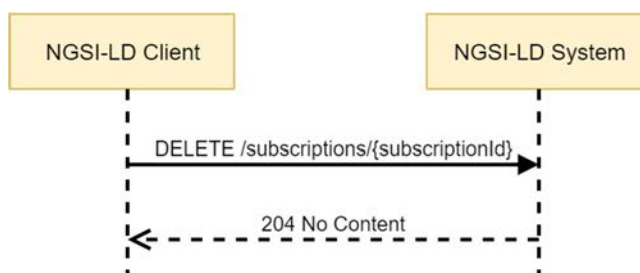 NGSI-LD Client
NGSI-LD System
DELETE /subscriptions/{subscriptionId}
204 No Content